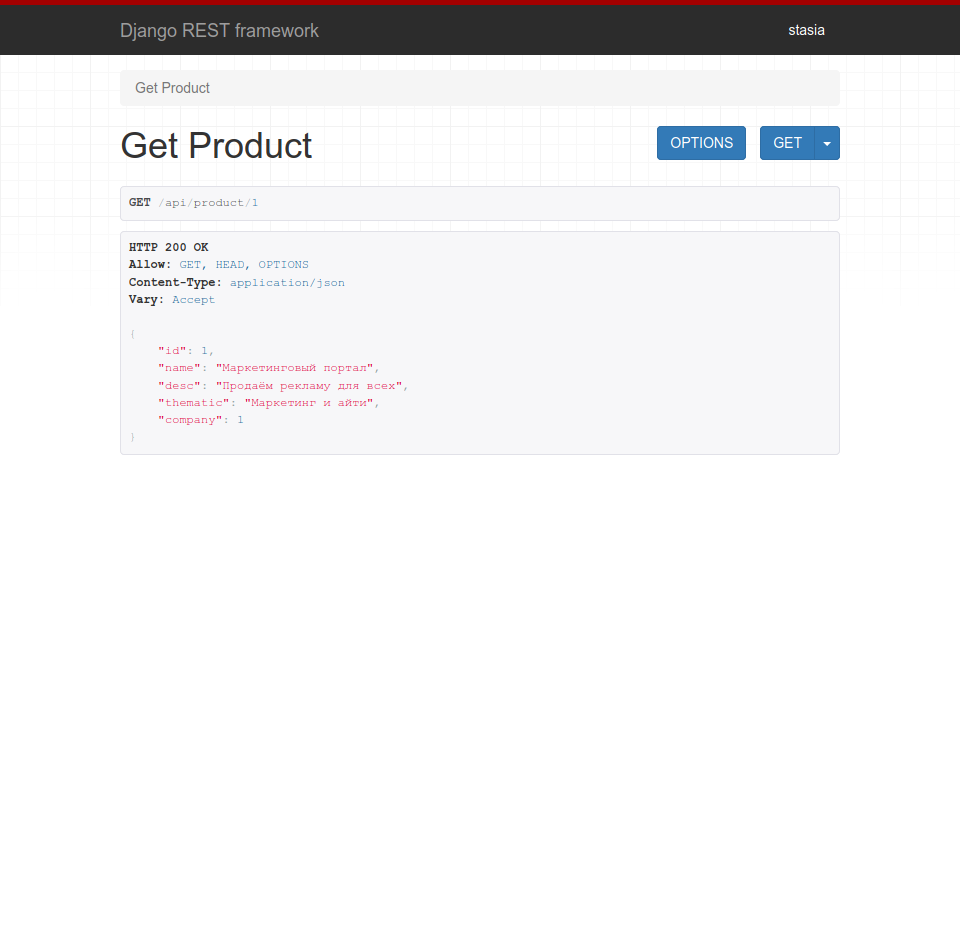 Django REST framework
stasia
Get Product
Get Product
OPTIONS
GET
GET /api/product/1
HTTP 200 OK
Allow: GET, HEAD, OPTIONS
Content-Type: application/json
Vary: Accept
{
    "id": 1,
    "name": "Маркетинговый портал",
    "desc": "Продаём рекламу для всех",
    "thematic": "Маркетинг и айти",
    "company": 1
}